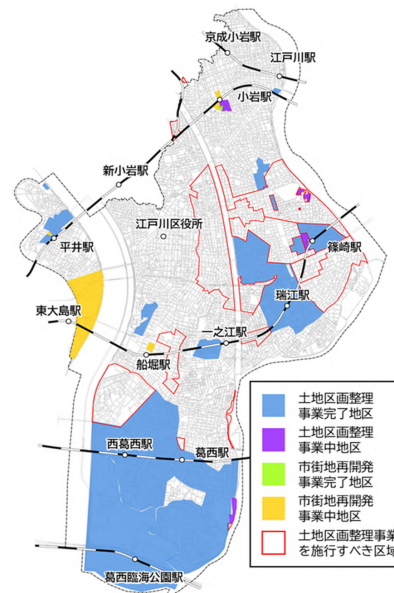 京成小岩駅
江戸川駅
小岩駅
新小岩駅
江戸川区役所
平井駅
篠崎駅
東大島駅
瑞江駅
一之江駅
船堀駅
西葛西駅
葛西駅
葛西臨海公園駅
土地区画整理
事業完了地区
土地区画整理
事業中地区
市街地再開発
事業完了地区
市街地再開発
事業中地区
土地区画整理事業
を施行すべき区域